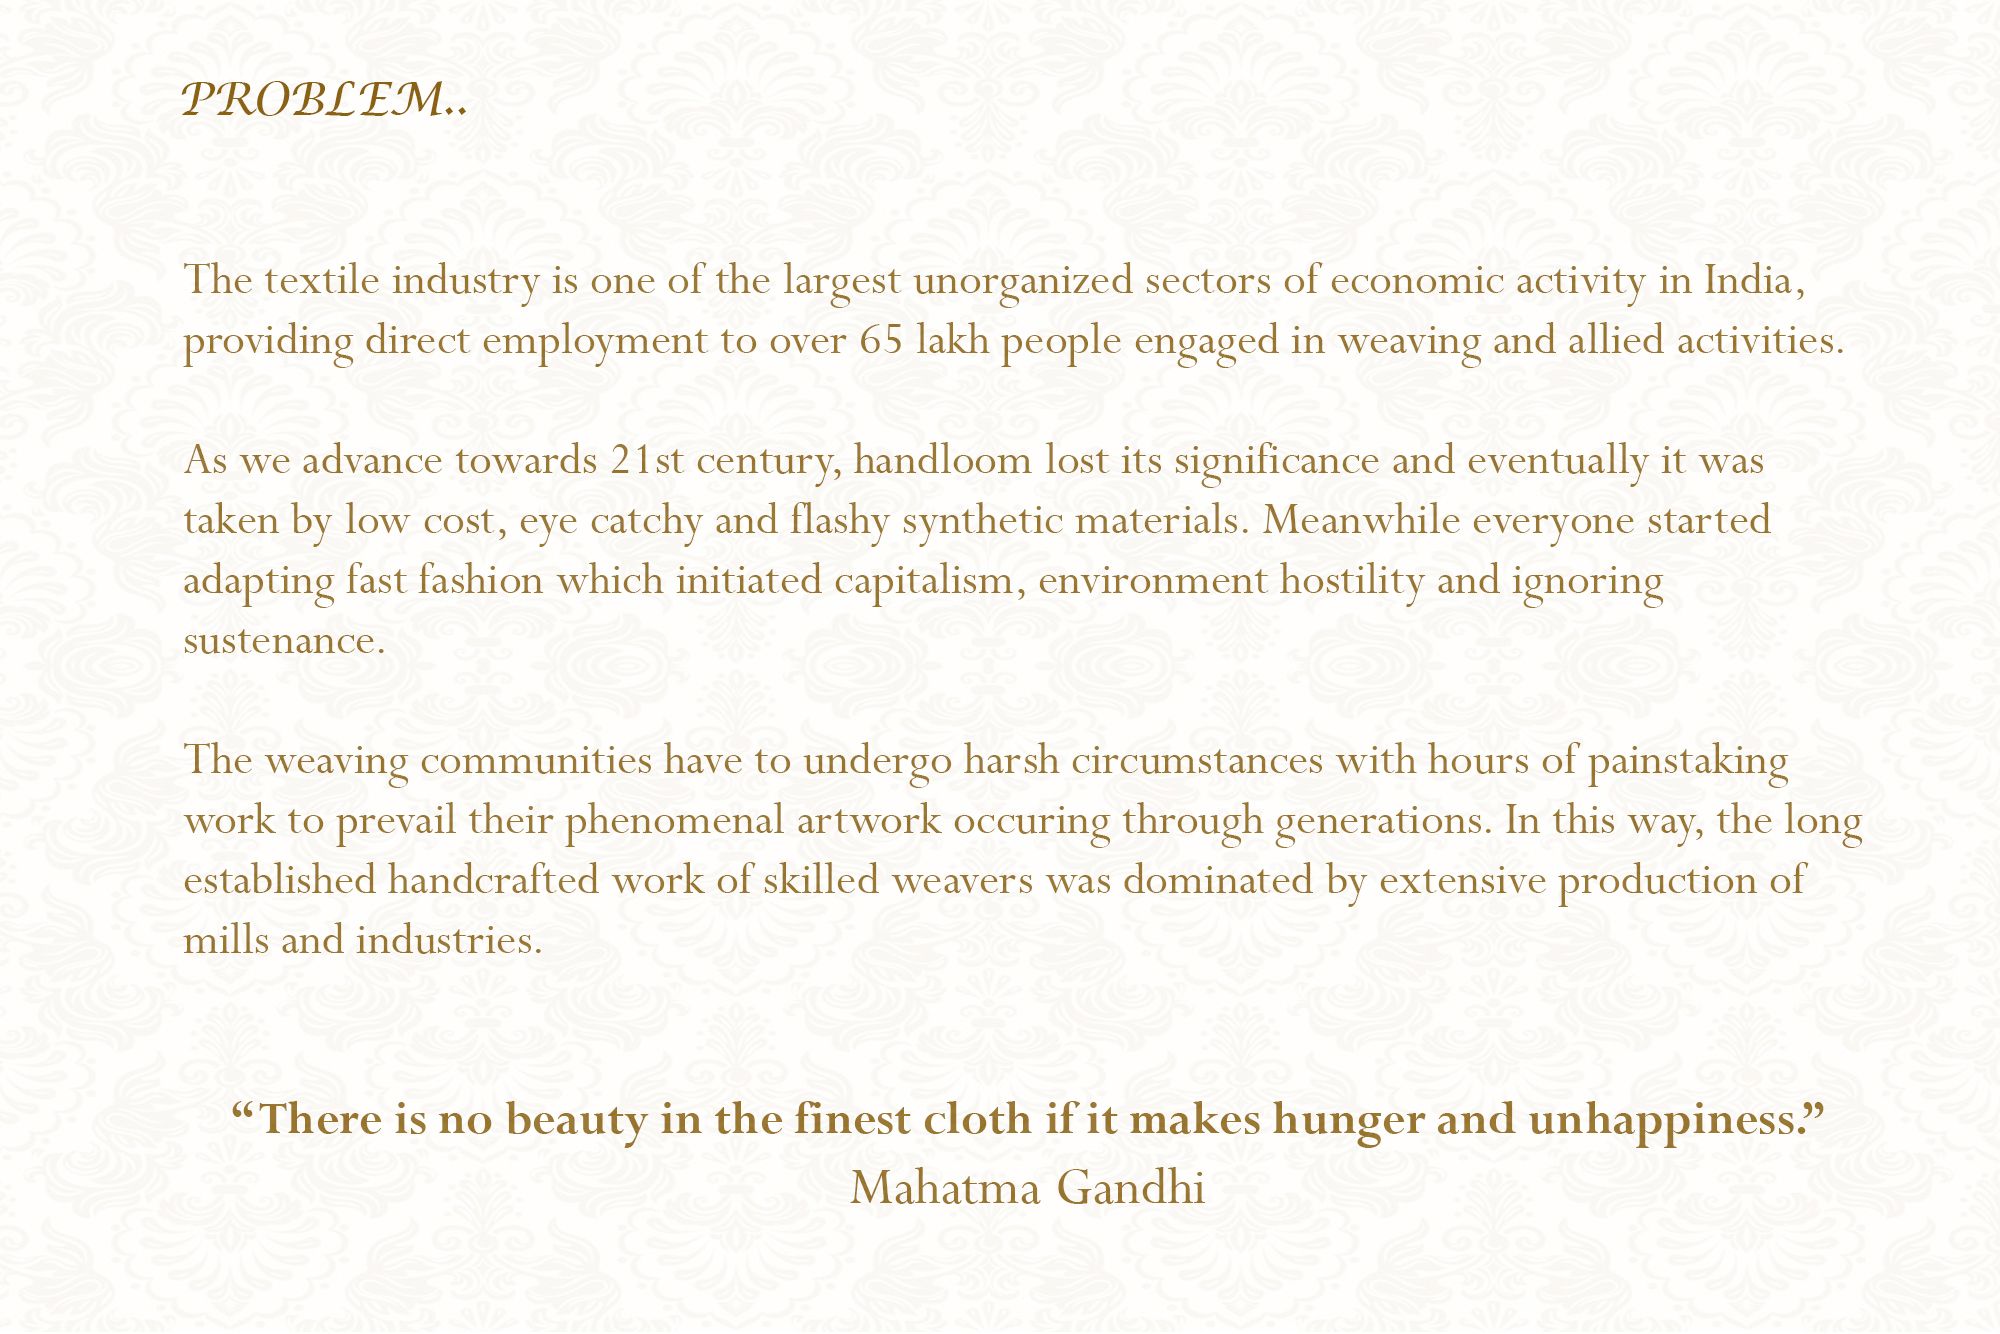 PROBLEM..
The textile industry is one of the largest unorganized sectors of economic activity in India,
providing direct employment to over 65 lakh people engaged in weaving and allied activities.
As we advance towards 21st century, handloom lost its significance and eventually it was
taken by low cost, eye catchy and flashy synthetic materials. Meanwhile everyone started
adapting fast fashion which initiated capitalism, environment hostility and ignoring
sustenance.
The weaving communities have to undergo harsh circumstances with hours of painstaking
work to prevail their phenomenal artwork occuring through generations. In this way, the long
established handcrafted work of skilled weavers was dominated by extensive production of
mills and industries.
“There is no beauty in the finest cloth if it makes hunger and unhappiness.”
Mahatma Gandhi